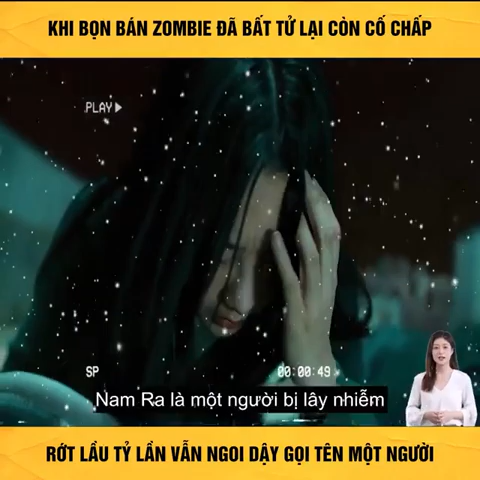 KHI BỌN BÁN ZOMBIE ĐÃ BẤT TỬ LẠI CÒN CỐ CHẤP
PLAY
SP 00:00:49
Nam Ra là một người bị lây nhiễm
RỚT LẦU TỶ LẦN VẪN NGOI DẬY GỌI TÊN MỘT NGƯỜI